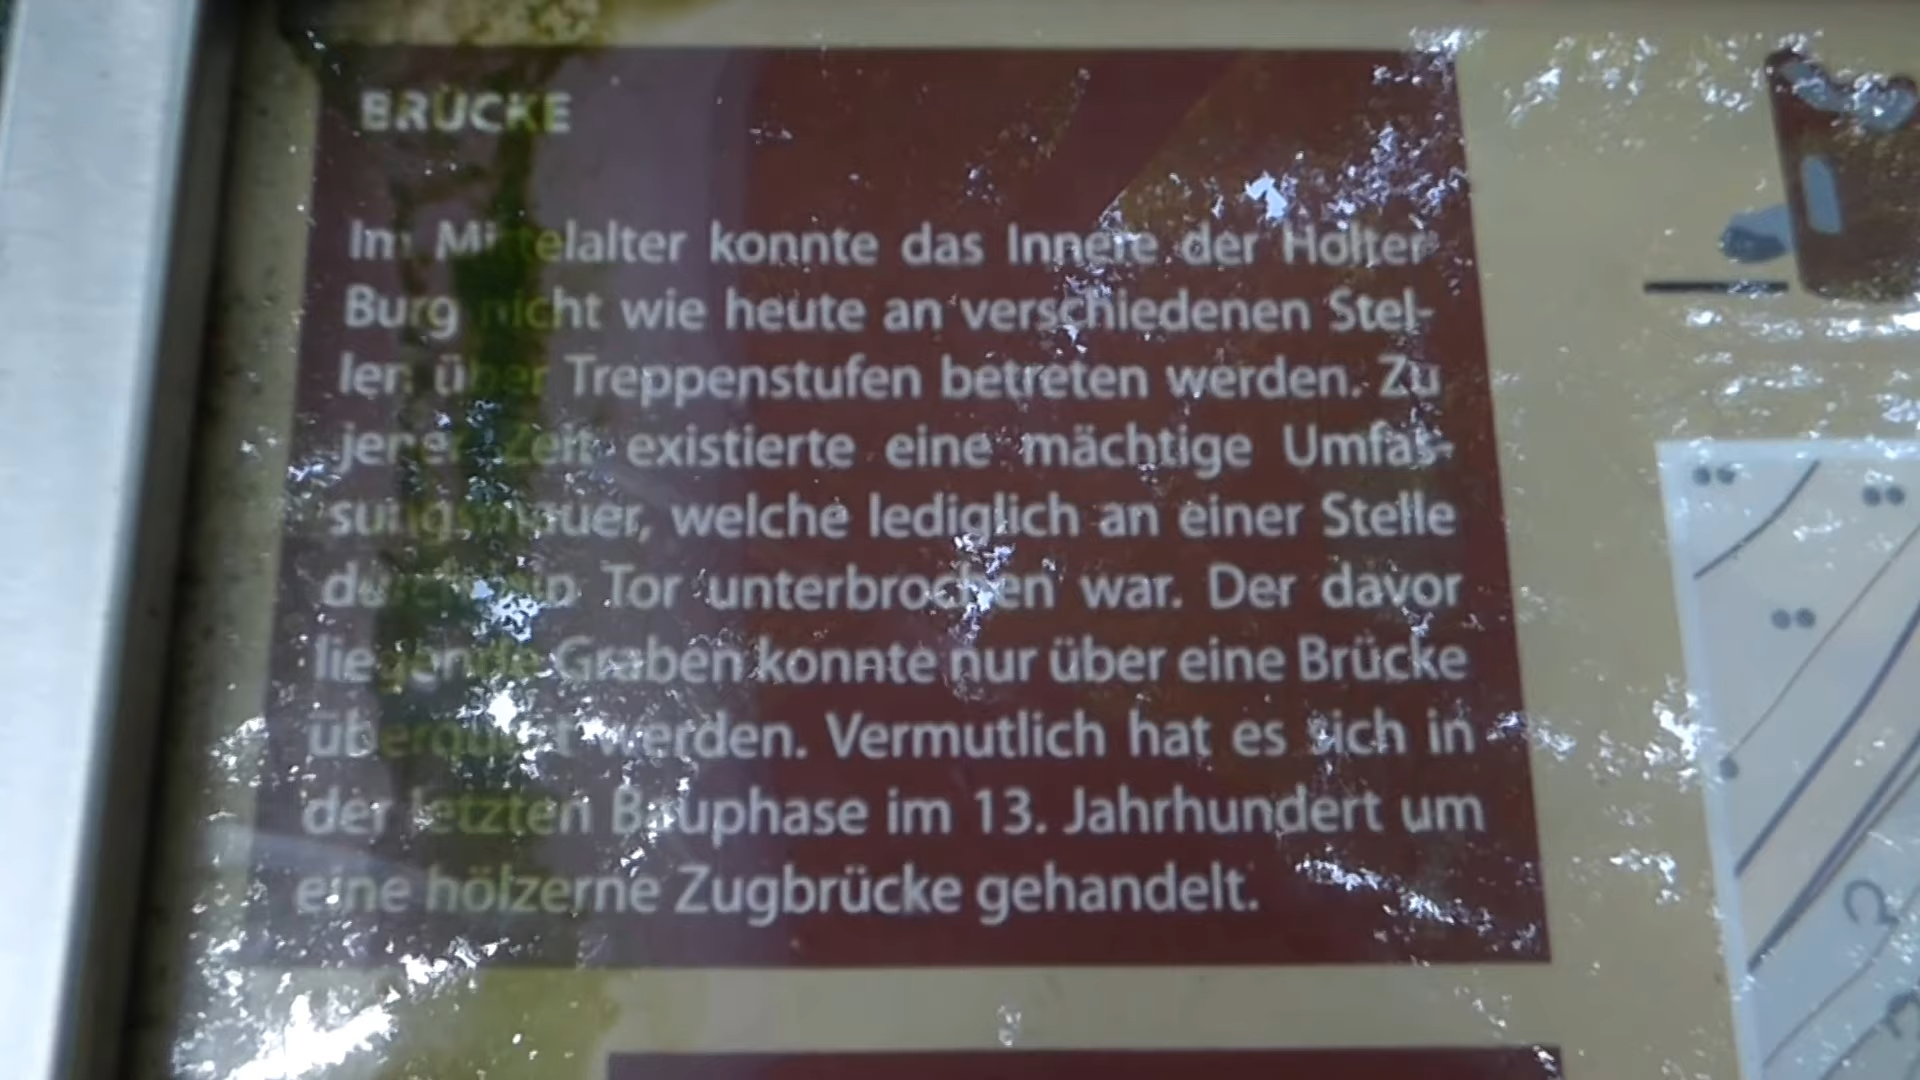 BRÜCKE
Im Mittelalter konnte das Innere der Holter
Burg nicht wie heute an verschiedenen Stel-
len über Treppenstufen betreten werden. Zu
jener Zeit existierte eine mächtige Umfas-
sungsmauer, welche lediglich an einer Stelle
durch ein Tor unterbrochen war. Der davor
liegende Graben konnte nur über eine Brücke
überquert werden. Vermutlich hat es sich in
der letzten Bauphase im 13. Jahrhundert um
eine hölzerne Zugbrücke gehandelt.